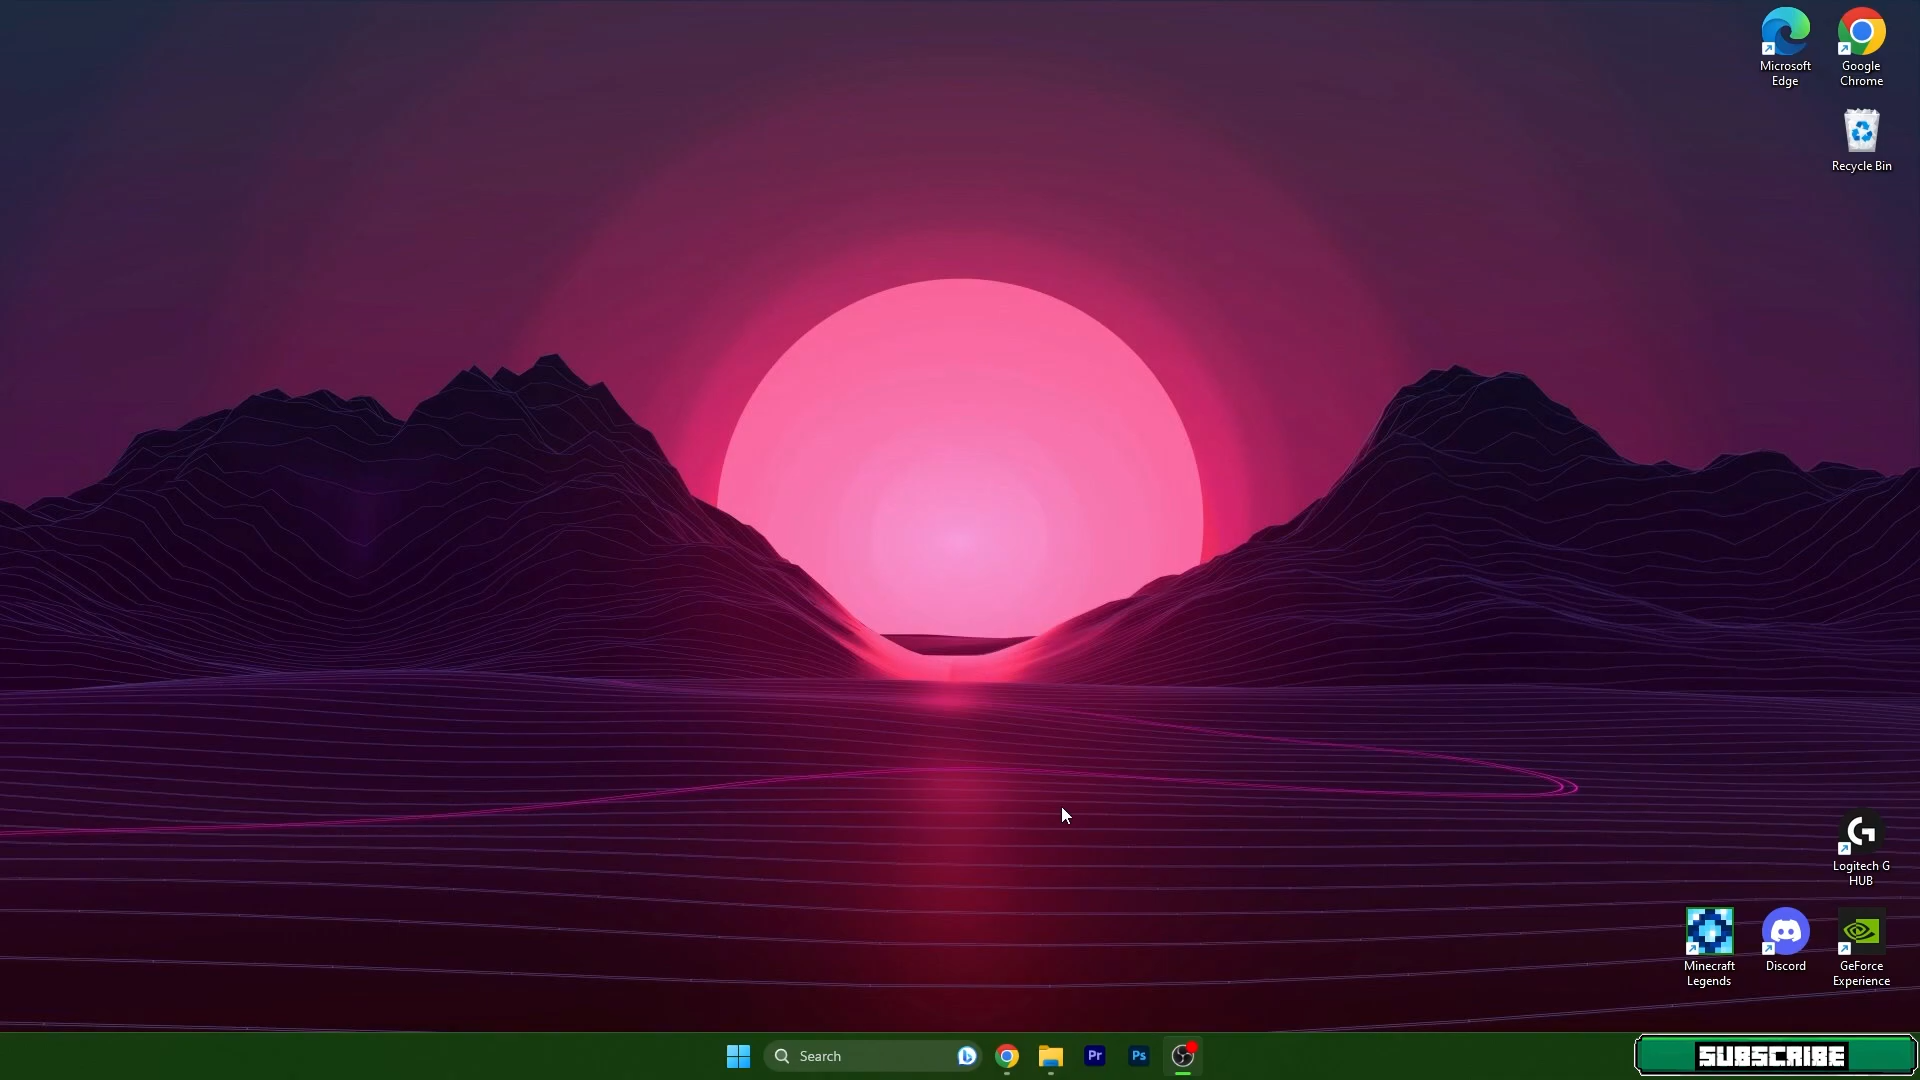 Microsoft
Edge
Google
Chrome
Recycle Bin
Logitech G
HUB
Minecraft
Legends
Discord
GeForce
Experience
Search
Pr
Ps
SUBSCRIBE